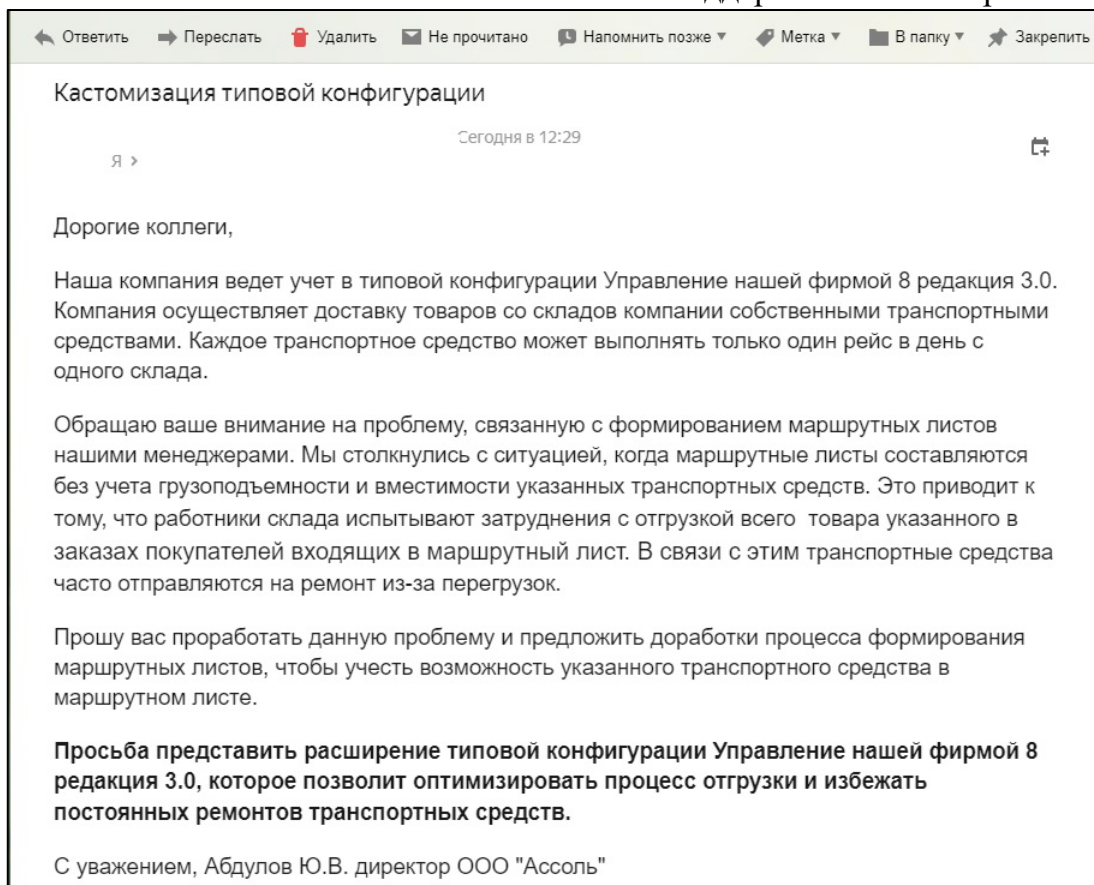 Ответить Переслать Удалить Не прочитано Напомнить позже Метка В папку Закрепить
Кастомизация типовой конфигурации
Сегодня в 12:29
Я >
Дорогие коллеги,
Наша компания ведет учет в типовой конфигурации Управление нашей фирмой 8 редакция 3.0.
Компания осуществляет доставку товаров со складов компании собственными транспортными
средствами. Каждое транспортное средство может выполнять только один рейс в день с
одного склада.
Обращаю ваше внимание на проблему, связанную с формированием маршрутных листов
нашими менеджерами. Мы столкнулись с ситуацией, когда маршрутные листы составляются
без учета грузоподъемности и вместимости указанных транспортных средств. Это приводит к
тому, что работники склада испытывают затруднения с отгрузкой всего товара указанного в
заказах покупателей входящих в маршрутный лист. В связи с этим транспортные средства
часто отправляются на ремонт из-за перегрузок.
Прошу вас проработать данную проблему и предложить доработки процесса формирования
маршрутных листов, чтобы учесть возможность указанного транспортного средства в
маршрутном листе.
Просьба представить расширение типовой конфигурации Управление нашей фирмой 8
редакция 3.0, которое позволит оптимизировать процесс отгрузки и избежать
постоянных ремонтов транспортных средств.
С уважением, Абдулов Ю.В. директор ООО "Ассоль"